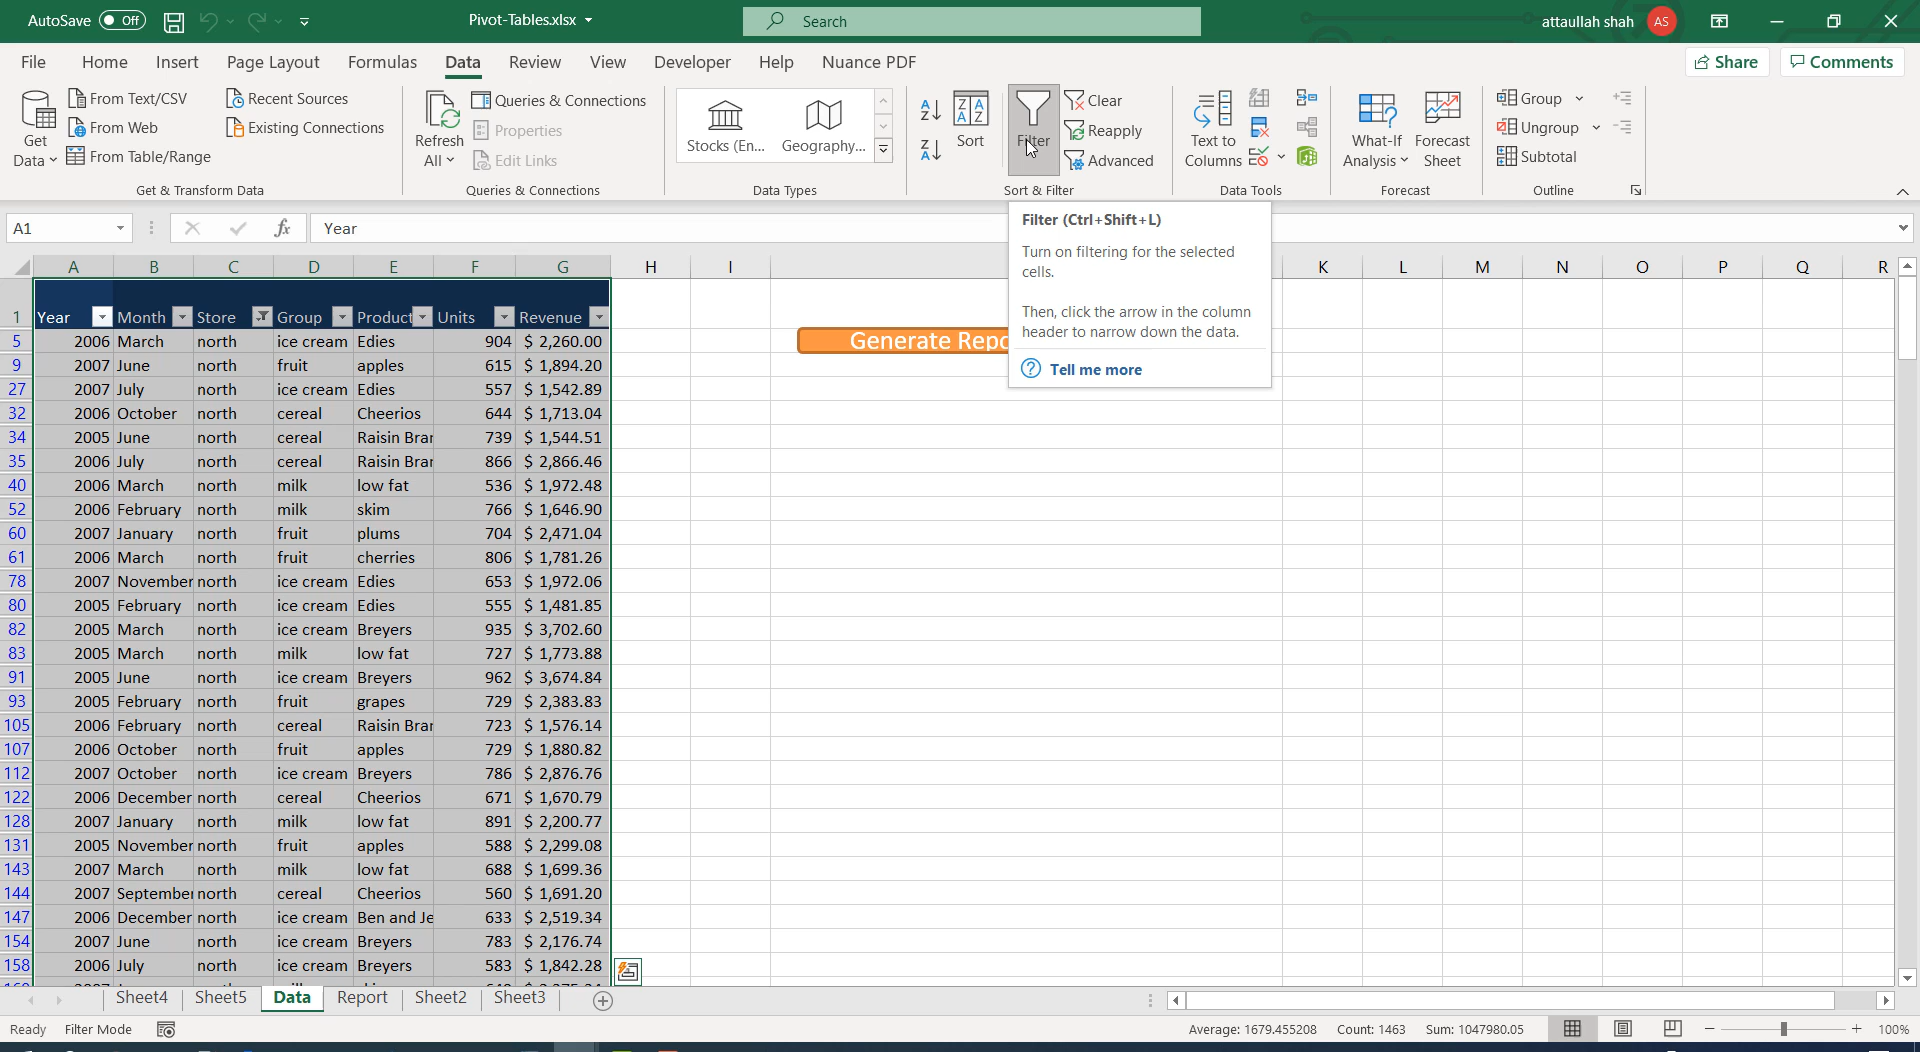 AutoSave Off Pivot-Tables.xlsx Search attaullah shah AS
File Home Insert Page Layout Formulas Data Review View Developer Help Nuance PDF Share Comments
Get Data
From Text/CSV
From Web
From Table/Range
Recent Sources
Existing Connections
Get & Transform Data
Refresh All
Queries & Connections
Properties
Edit Links
Queries & Connections
Stocks (En...
Geography...
Data Types
Sort
Filter
Clear
Reapply
Advanced
Sort & Filter
Text to Columns
Data Tools
What-If Analysis
Forecast Sheet
Forecast
Group
Ungroup
Subtotal
Outline
A1 fx Year
Filter (Ctrl+Shift+L)
Turn on filtering for the selected
cells.
Then, click the arrow in the column
header to narrow down the data.
Tell me more
A B C D E F G H I K L M N O P Q R
1 Year Month Store Group Product Units Revenue
5 2006 March north ice cream Edies 904 $ 2,260.00
Generate Repo
9 2007 June north fruit apples 615 $ 1,894.20
27 2007 July north ice cream Edies 557 $ 1,542.89
32 2006 October north cereal Cheerios 644 $ 1,713.04
34 2005 June north cereal Raisin Bran 739 $ 1,544.51
35 2006 July north cereal Raisin Bran 866 $ 2,866.46
40 2006 March north milk low fat 536 $ 1,972.48
52 2006 February north milk skim 766 $ 1,646.90
60 2007 January north fruit plums 704 $ 2,471.04
61 2006 March north fruit cherries 806 $ 1,781.26
78 2007 November north ice cream Edies 653 $ 1,972.06
80 2005 February north ice cream Edies 555 $ 1,481.85
82 2005 March north ice cream Breyers 935 $ 3,702.60
83 2005 March north milk low fat 727 $ 1,773.88
91 2005 June north ice cream Breyers 962 $ 3,674.84
93 2005 February north fruit grapes 729 $ 2,383.83
105 2006 February north cereal Raisin Bran 723 $ 1,576.14
107 2006 October north fruit apples 729 $ 1,880.82
112 2007 October north ice cream Breyers 786 $ 2,876.76
122 2006 December north cereal Cheerios 671 $ 1,670.79
128 2007 January north milk low fat 891 $ 2,200.77
131 2005 November north fruit apples 588 $ 2,299.08
143 2007 March north milk low fat 688 $ 1,699.36
144 2007 September north cereal Cheerios 560 $ 1,691.20
147 2006 December north ice cream Ben and Je 633 $ 2,519.34
154 2007 June north ice cream Breyers 783 $ 2,176.74
158 2006 July north ice cream Breyers 583 $ 1,842.28
Sheet4 Sheet5 Data Report Sheet2 Sheet3
Ready Filter Mode Average: 1679.455208 Count: 1463 Sum: 1047980.05 100%